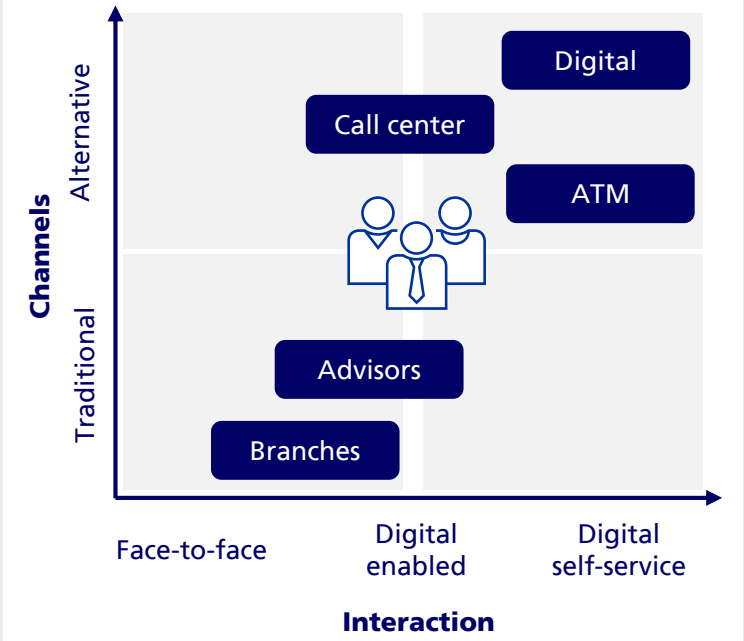 Channels
Alternative
Traditional
Digital
Call center
ATM
Advisors
Branches
Face-to-face
Digital
enabled
Digital
self-service
Interaction